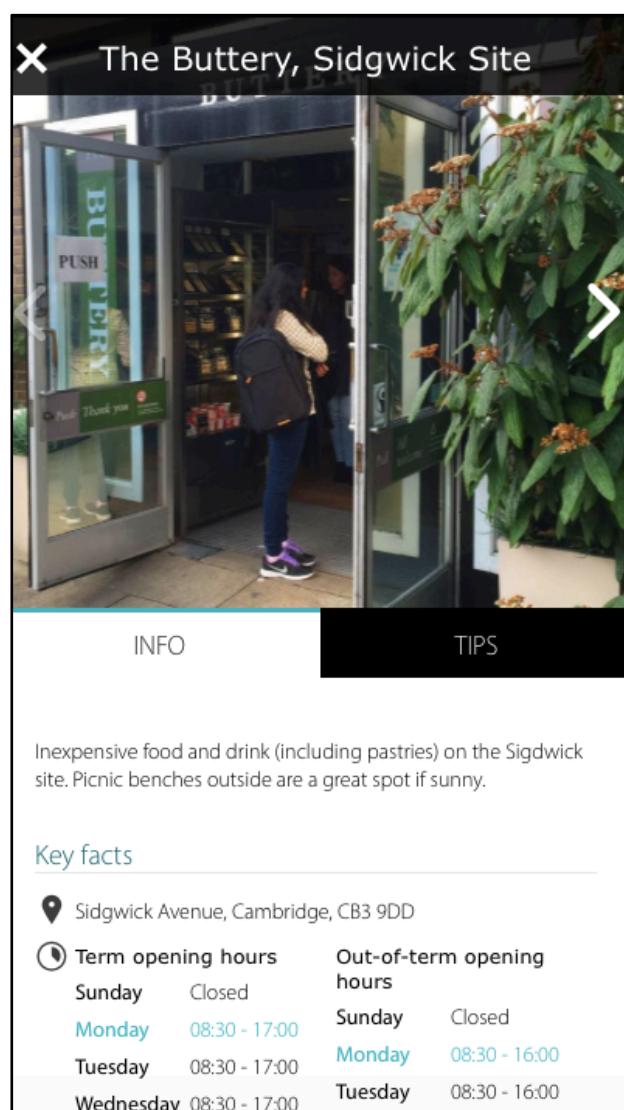 The Buttery, Sidgwick Site
BUTTER
BUTTERY
PUSH
Push Thank you
INFO
TIPS
Inexpensive food and drink (including pastries) on the Sigdwick
site. Picnic benches outside are a great spot if sunny.
Key facts
Sidgwick Avenue, Cambridge, CB3 9DD
Term opening hours
Sunday Closed
Monday 08:30 - 17:00
Tuesday 08:30 - 17:00
Wednesday 08:30 - 17:00
Out-of-term opening
hours
Sunday Closed
Monday 08:30 - 16:00
Tuesday 08:30 - 16:00